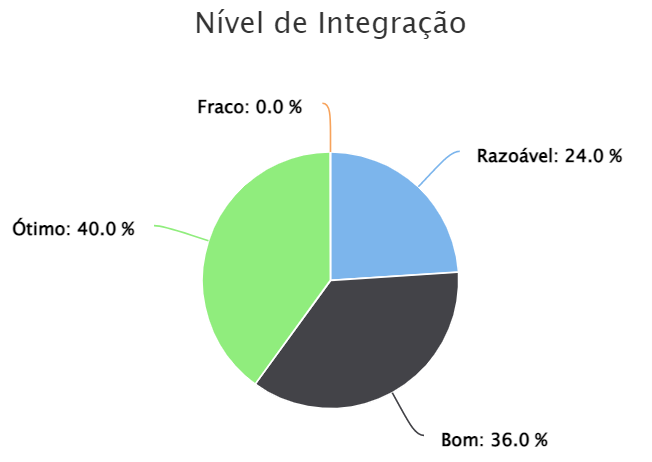 Nível de Integração
Fraco: 0.0 %
Razoável: 24.0 %
Ótimo: 40.0 %
Bom: 36.0 %